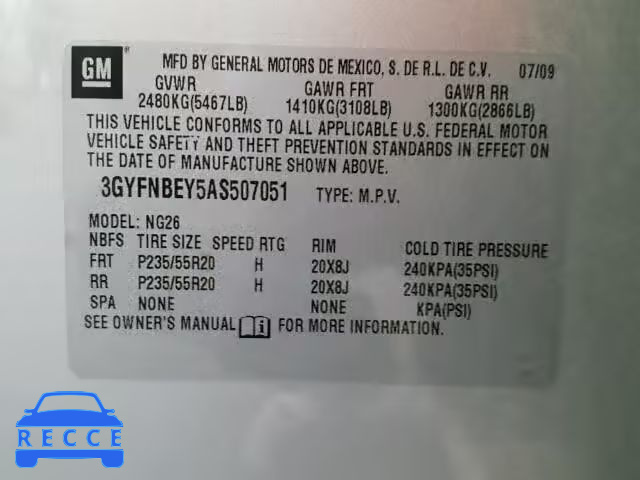 GM
MFD BY GENERAL MOTORS DE MEXICO, S. DE R.L. DE C.V. 07/09
GVWR GAWR FRT GAWR RR
2480KG(5467LB) 1410KG(3108LB) 1300KG(2866LB)
THIS VEHICLE CONFORMS TO ALL APPLICABLE U.S. FEDERAL MOTOR
VEHICLE SAFETY AND THEFT PREVENTION STANDARDS IN EFFECT ON
THE DATE OF MANUFACTURE SHOWN ABOVE.
3GYFNBEY5AS507051 TYPE: M.P.V.
MODEL: NG26
NBFS TIRE SIZE SPEED RTG RIM COLD TIRE PRESSURE
FRT P235/55R20 H 20X8J 240KPA(35PSI)
RR P235/55R20 H 20X8J 240KPA(35PSI)
SPA NONE NONE KPA(PSI)
SEE OWNER'S MANUAL FOR MORE INFORMATION.
RECCE